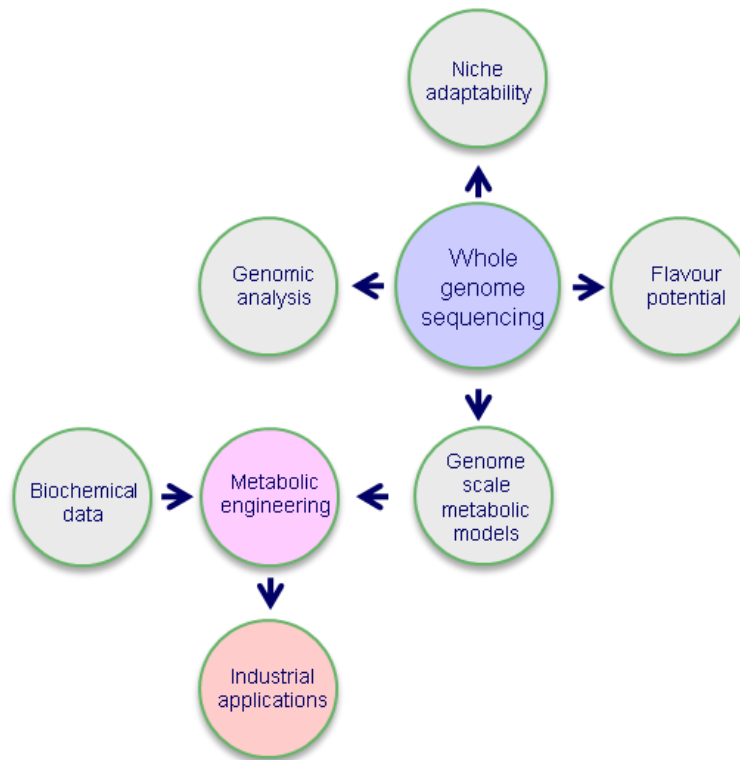 Niche
adaptability
Genomic
analysis
Whole
genome
sequencing
Flavour
potential
Biochemical
data
Metabolic
engineering
Genome
scale
metabolic
models
Industrial
applications